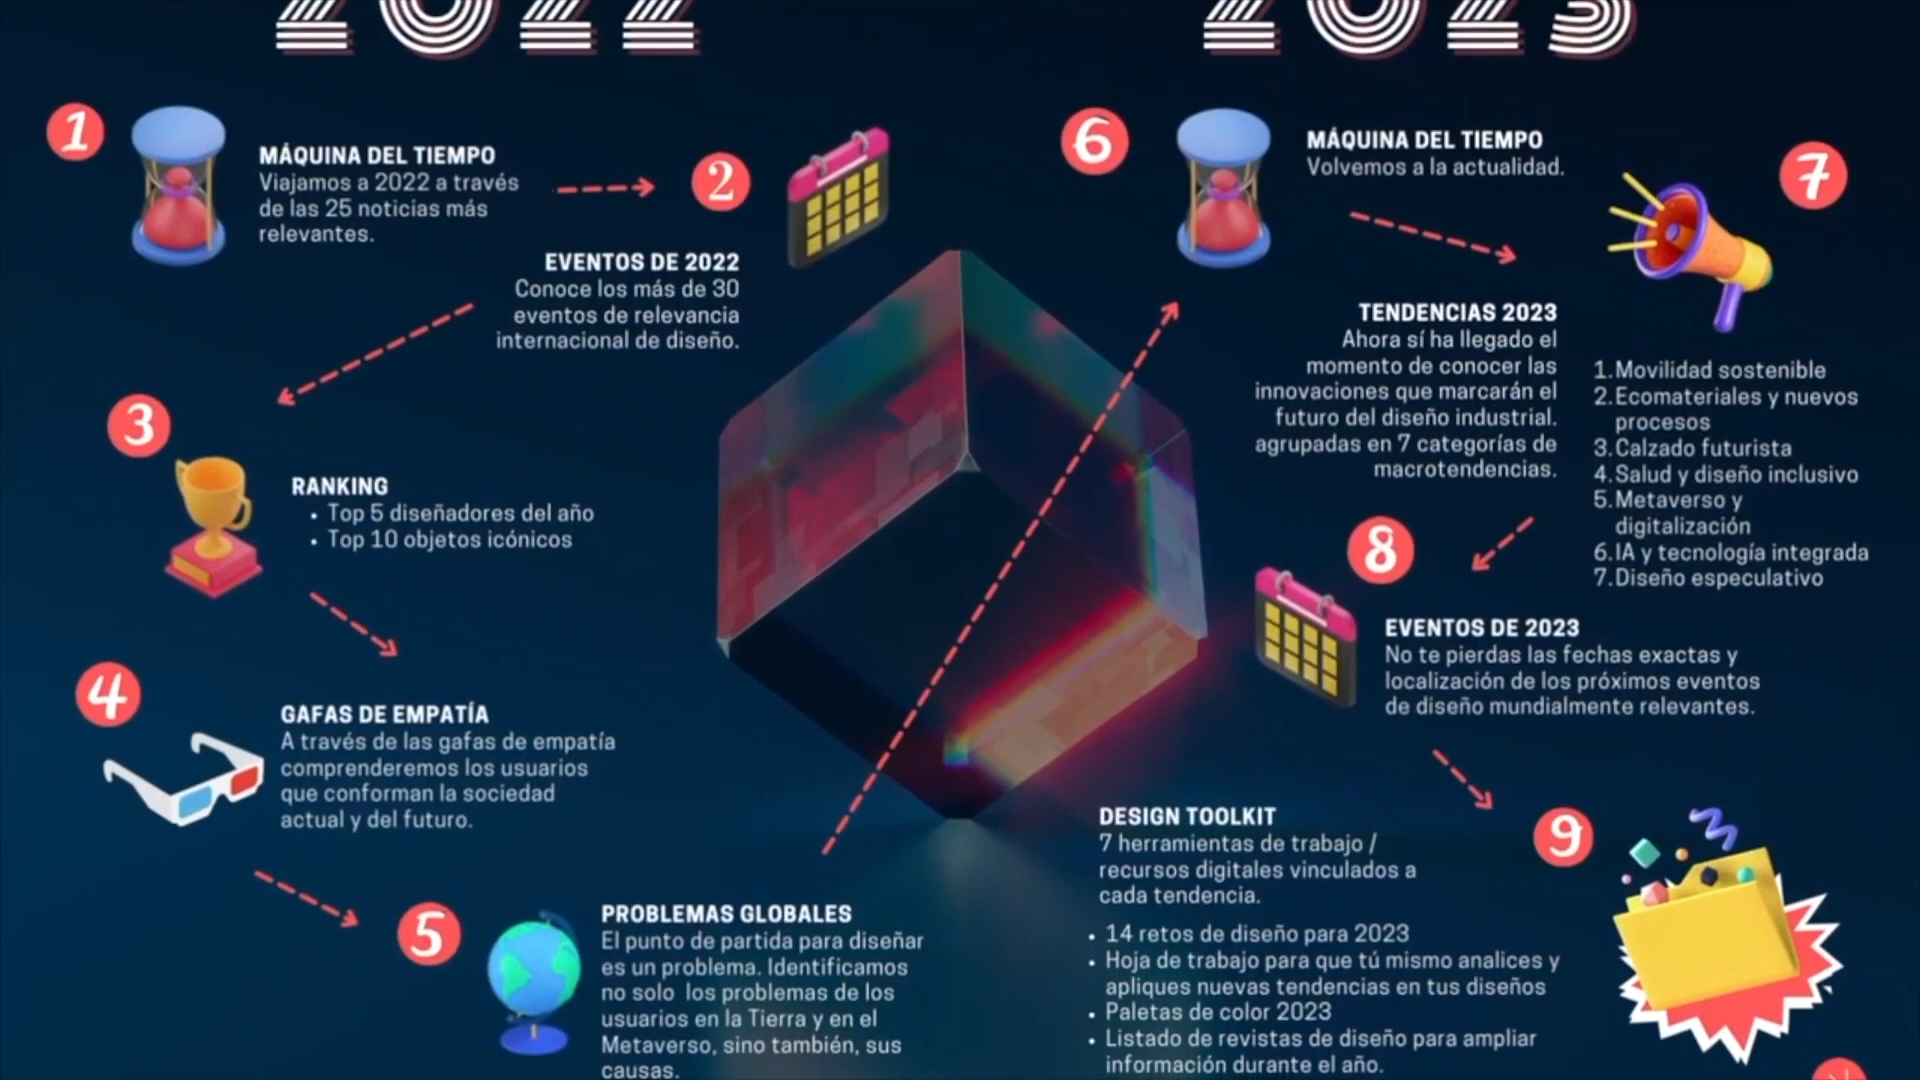 2022
2023
1
MÁQUINA DEL TIEMPO
Viajamos a 2022 a través
de las 25 noticias más
relevantes.
2
EVENTOS DE 2022
Conoce los más de 30
eventos de relevancia
internacional de diseño.
3
RANKING
• Top 5 diseñadores del año
• Top 10 objetos icónicos
4
GAFAS DE EMPATÍA
A través de las gafas de empatía
comprenderemos los usuarios
que conforman la sociedad
actual y del futuro.
5
PROBLEMAS GLOBALES
El punto de partida para diseñar
es un problema. Identificamos
no solo los problemas de los
usuarios en la Tierra y en el
Metaverso, sino también, sus
causas.
6
MÁQUINA DEL TIEMPO
Volvemos a la actualidad.
7
TENDENCIAS 2023
Ahora sí ha llegado el
momento de conocer las
innovaciones que marcarán el
futuro del diseño industrial.
agrupadas en 7 categorías de
macrotendencias.
1. Movilidad sostenible
2. Ecomateriales y nuevos
procesos
3. Calzado futurista
4. Salud y diseño inclusivo
5. Metaverso y
digitalización
6. IA y tecnología integrada
7. Diseño especulativo
8
EVENTOS DE 2023
No te pierdas las fechas exactas y
localización de los próximos eventos
de diseño mundialmente relevantes.
9
DESIGN TOOLKIT
7 herramientas de trabajo /
recursos digitales vinculados a
cada tendencia.
• 14 retos de diseño para 2023
• Hoja de trabajo para que tú mismo analices y
apliques nuevas tendencias en tus diseños
• Paletas de color 2023
• Listado de revistas de diseño para ampliar
información durante el año.